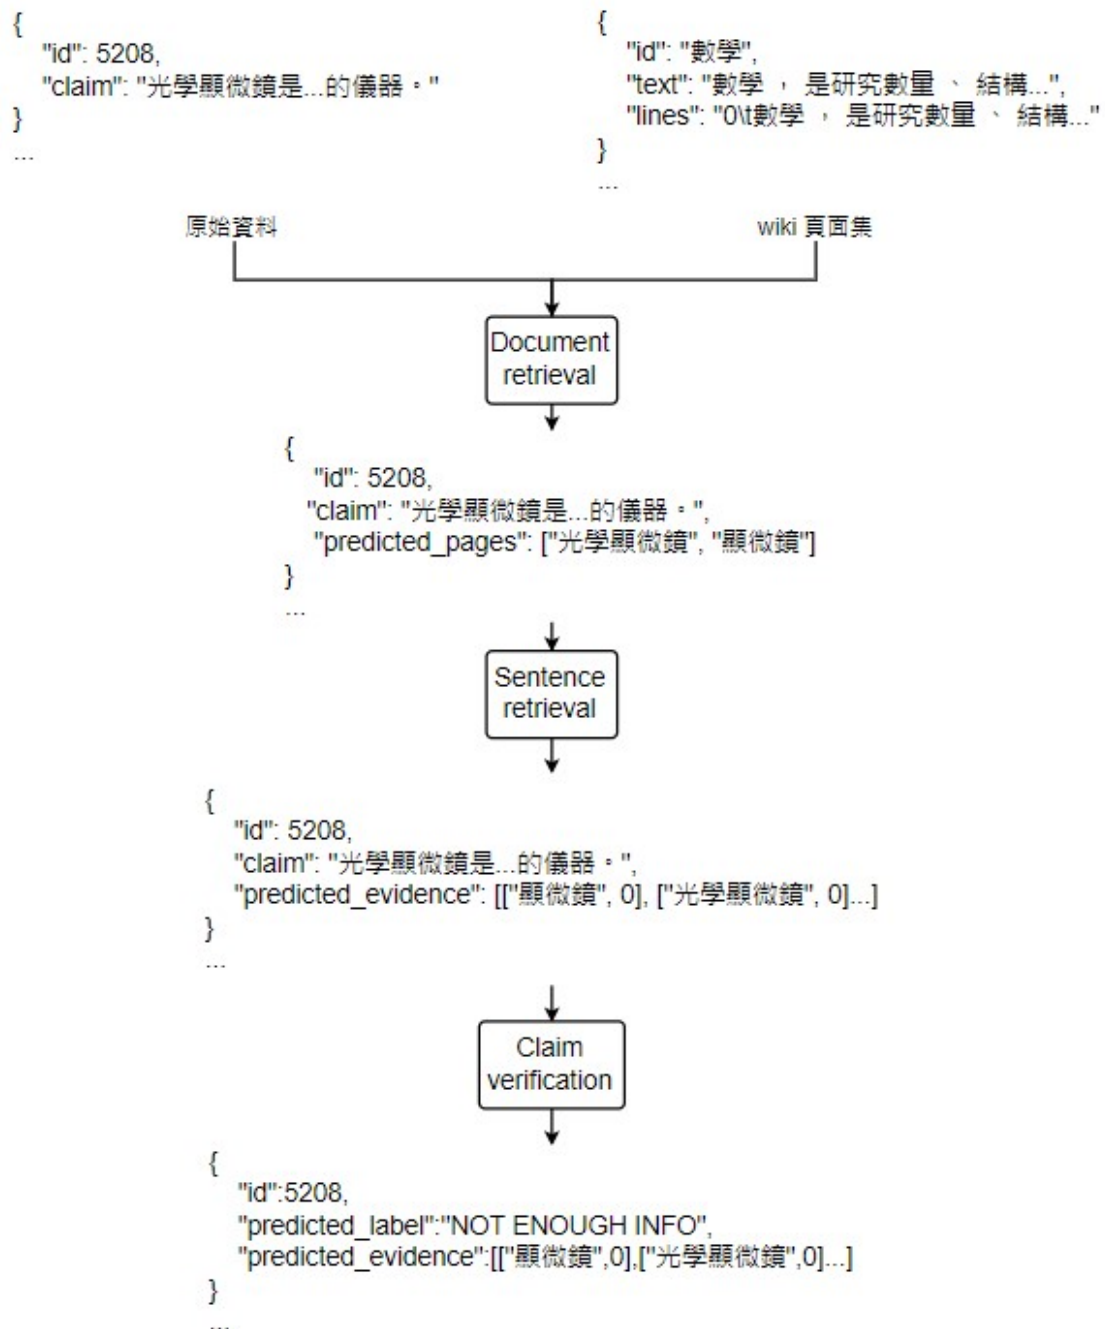 {
"id": 5208,
"claim": "光學顯微鏡是...的儀器。"
}
...
{
"id": "數學",
"text": "數學 ， 是研究數量 、 結構...",
"lines": "0\t數學 ， 是研究數量 、 結構..."
}
...
原始資料
wiki 頁面集
Document
retrieval
{
"id": 5208,
"claim": "光學顯微鏡是...的儀器。",
"predicted_pages": ["光學顯微鏡", "顯微鏡"]
}
...
Sentence
retrieval
{
"id": 5208,
"claim": "光學顯微鏡是...的儀器。",
"predicted_evidence": [["顯微鏡", 0], ["光學顯微鏡", 0]...]
}
...
Claim
verification
{
"id":5208,
"predicted_label":"NOT ENOUGH INFO",
"predicted_evidence":[["顯微鏡",0],["光學顯微鏡",0]...]
}
...